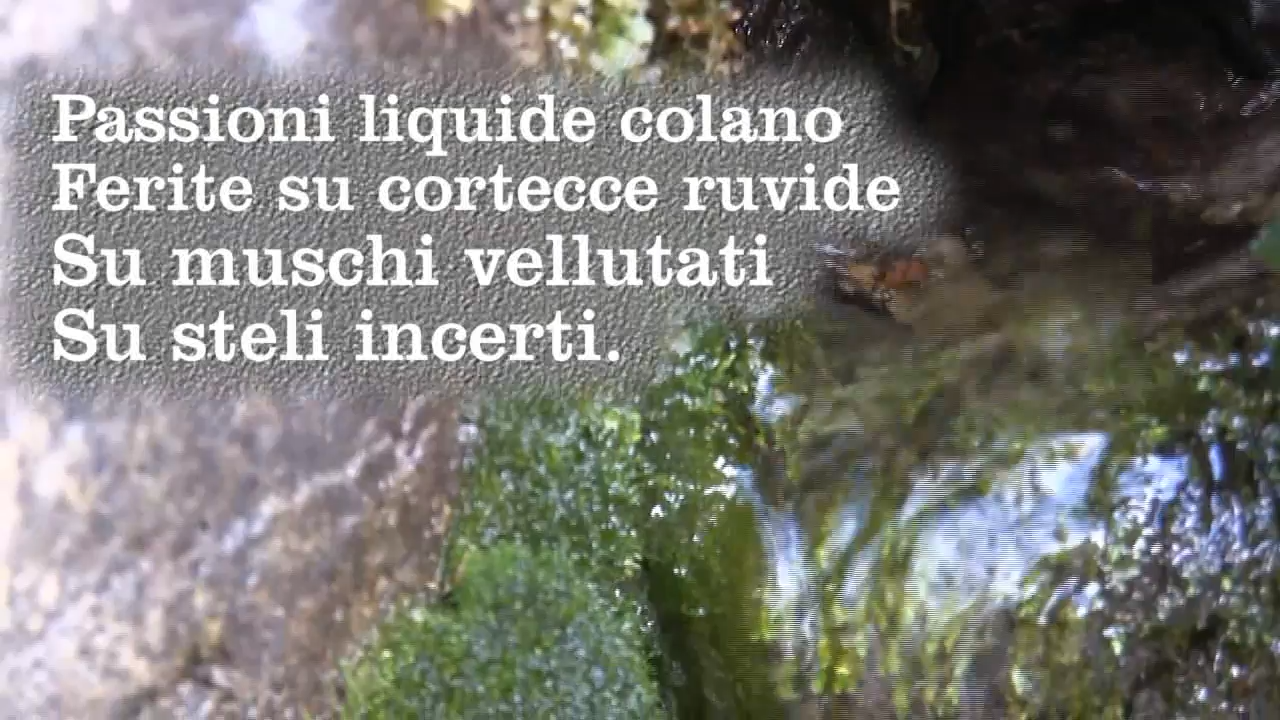 Passioni liquide colano
Ferite su cortecce ruvide
Su muschi vellutati
Su steli incerti.